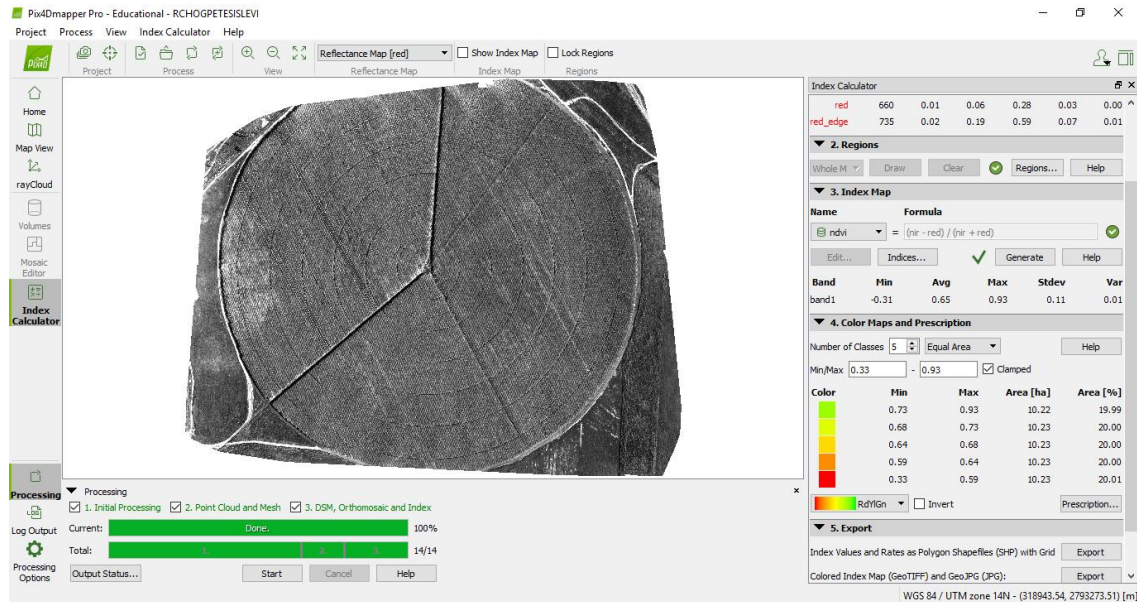 Pix4Dmapper Pro - Educational - RCHOGPETESISLEVI
Project Process View Index Calculator Help
PIX4D
Reflectance Map [red] Show Index Map Lock Regions
Project Process View Reflectance Map Index Map Regions
Home
Map View
rayCloud
Volumes
Mosaic Editor
Index Calculator
Processing
Log Output
Processing Options
Index Calculator
red 660 0.01 0.06 0.28 0.03 0.00
red_edge 735 0.02 0.19 0.59 0.07 0.01
2. Regions
Whole M Draw Clear Regions... Help
3. Index Map
Name Formula
ndvi = (nir - red) / (nir + red)
Edit... Indices... Generate Help
Band Min Avg Max Stdev Var
band1 -0.31 0.65 0.93 0.11 0.01
4. Color Maps and Prescription
Number of Classes 5 Equal Area Help
Min/Max 0.33 - 0.93 Clamped
Color Min Max Area [ha] Area [%]
0.73 0.93 10.22 19.99
0.68 0.73 10.23 20.00
0.64 0.68 10.23 20.00
0.59 0.64 10.23 20.00
0.33 0.59 10.23 20.01
RdYlGn Invert Prescription...
5. Export
Index Values and Rates as Polygon Shapefiles (SHP) with Grid Export
Colored Index Map (GeoTIFF) and GeoJPG (JPG): Export
Processing
1. Initial Processing 2. Point Cloud and Mesh 3. DSM, Orthomosaic and Index
Current: Done. 100%
Total: 1. 2. 3. 14/14
Output Status... Start Cancel Help
WGS 84 / UTM zone 14N - (318943.54, 2793273.51) [m]